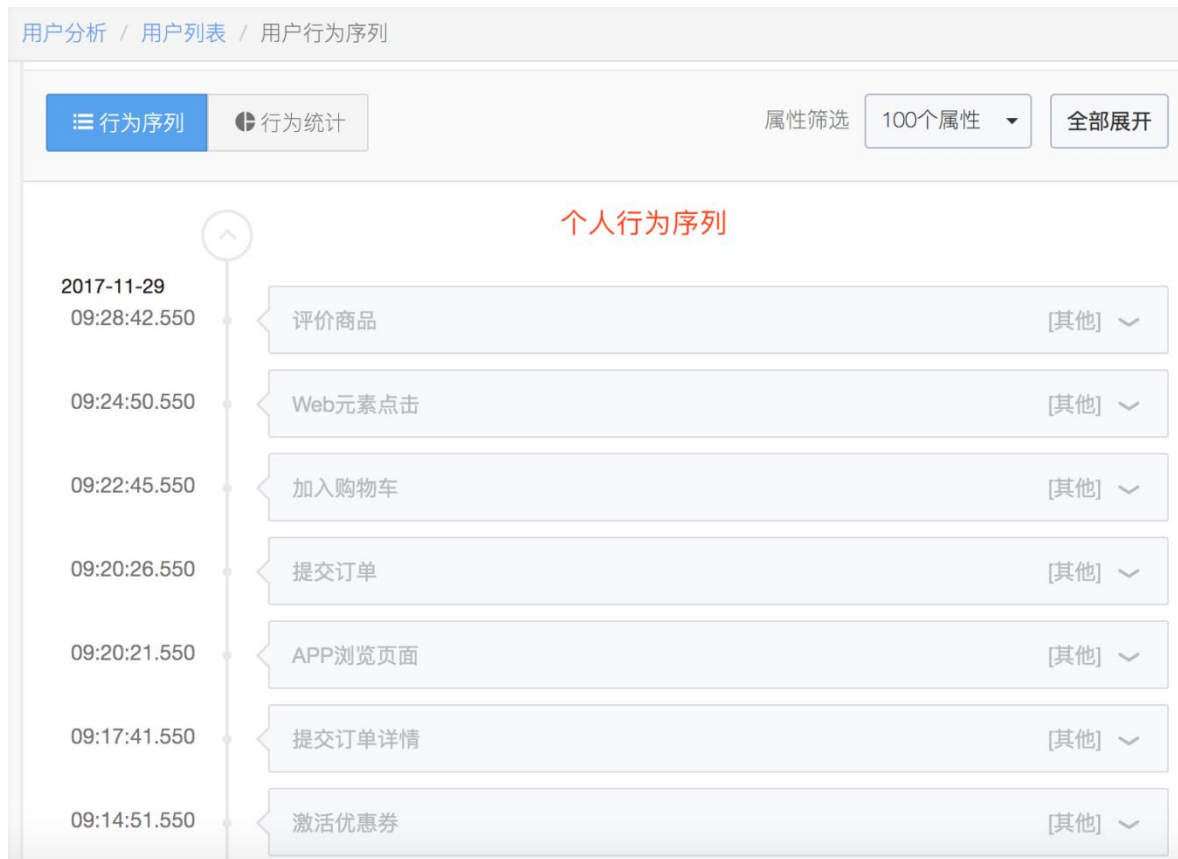 用户分析 / 用户列表 / 用户行为序列
行为序列 行为统计 属性筛选 100个属性 全部展开
个人行为序列
2017-11-29
09:28:42.550 评价商品 [其他]
09:24:50.550 Web元素点击 [其他]
09:22:45.550 加入购物车 [其他]
09:20:26.550 提交订单 [其他]
09:20:21.550 APP浏览页面 [其他]
09:17:41.550 提交订单详情 [其他]
09:14:51.550 激活优惠券 [其他]